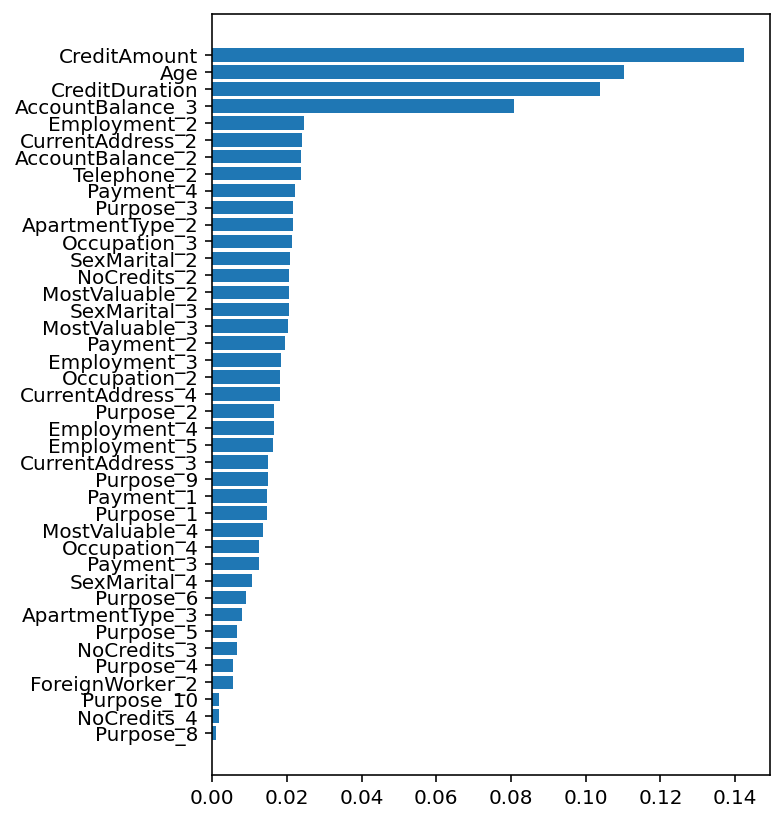 CreditAmount
Age
CreditDuration
AccountBalance_3
Employment_2
CurrentAddress_2
AccountBalance_2
Telephone_2
Payment_4
Purpose_3
ApartmentType_2
Occupation_3
SexMarital_2
NoCredits_2
MostValuable_2
SexMarital_3
MostValuable_3
Payment_2
Employment_3
Occupation_2
CurrentAddress_4
Purpose_2
Employment_4
Employment_5
CurrentAddress_3
Purpose_9
Payment_1
Purpose_1
MostValuable_4
Occupation_4
Payment_3
SexMarital_4
Purpose_6
ApartmentType_3
Purpose_5
NoCredits_3
Purpose_4
ForeignWorker_2
Purpose_10
NoCredits_4
Purpose_8
0.00 0.02 0.04 0.06 0.08 0.10 0.12 0.14